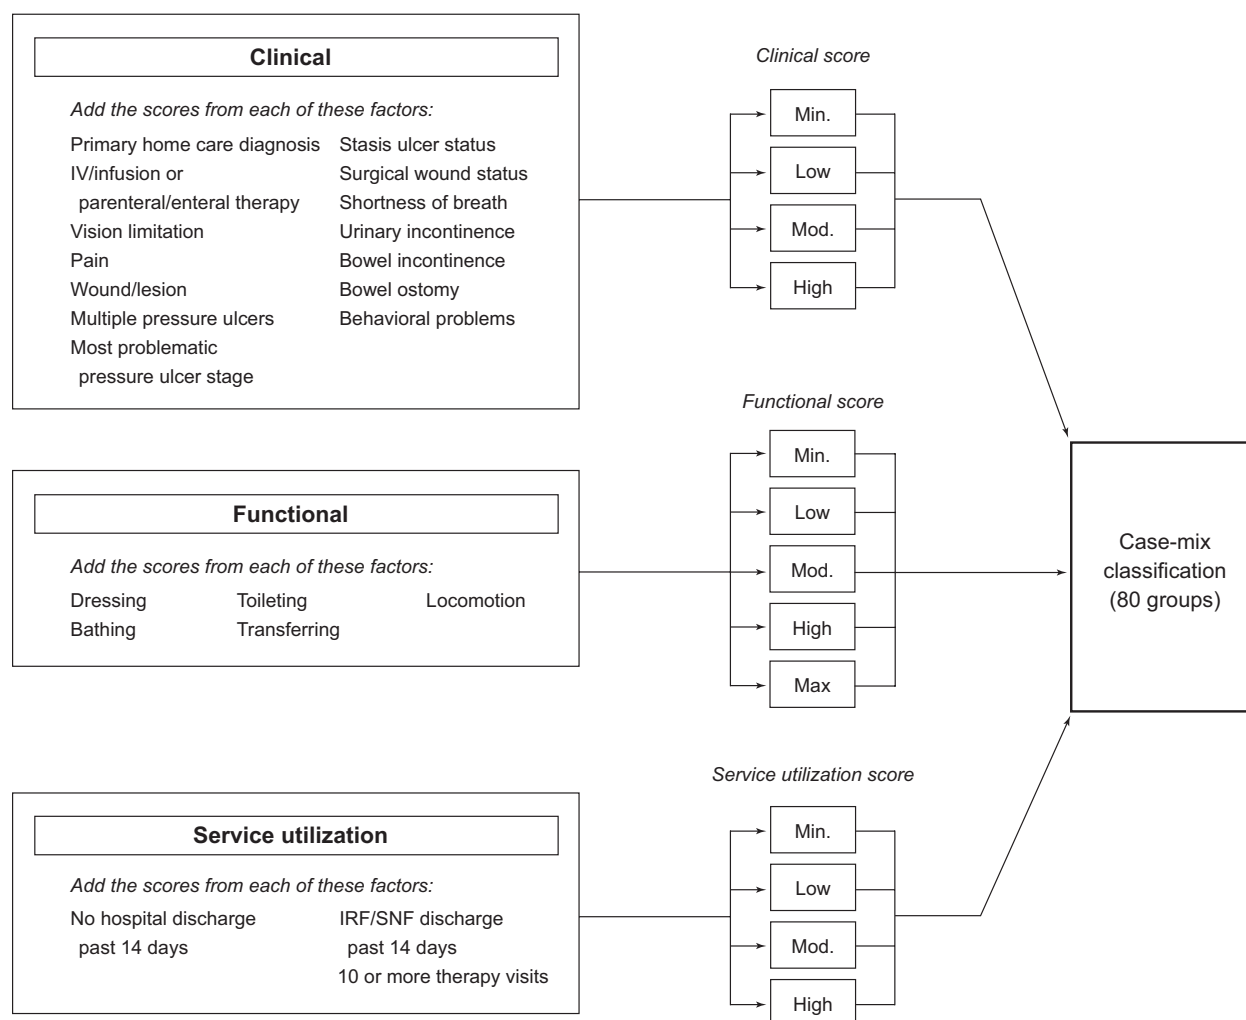 Clinical
Add the scores from each of these factors:
Primary home care diagnosis
IV/infusion or
parenteral/enteral therapy
Vision limitation
Pain
Wound/lesion
Multiple pressure ulcers
Most problematic
pressure ulcer stage
Stasis ulcer status
Surgical wound status
Shortness of breath
Urinary incontinence
Bowel incontinence
Bowel ostomy
Behavioral problems
Clinical score
Min.
Low
Mod.
High
Functional
Add the scores from each of these factors:
Dressing
Bathing
Toileting
Transferring
Locomotion
Functional score
Min.
Low
Mod.
High
Max
Service utilization
Add the scores from each of these factors:
No hospital discharge
past 14 days
IRF/SNF discharge
past 14 days
10 or more therapy visits
Service utilization score
Min.
Low
Mod.
High
Case-mix
classification
(80 groups)